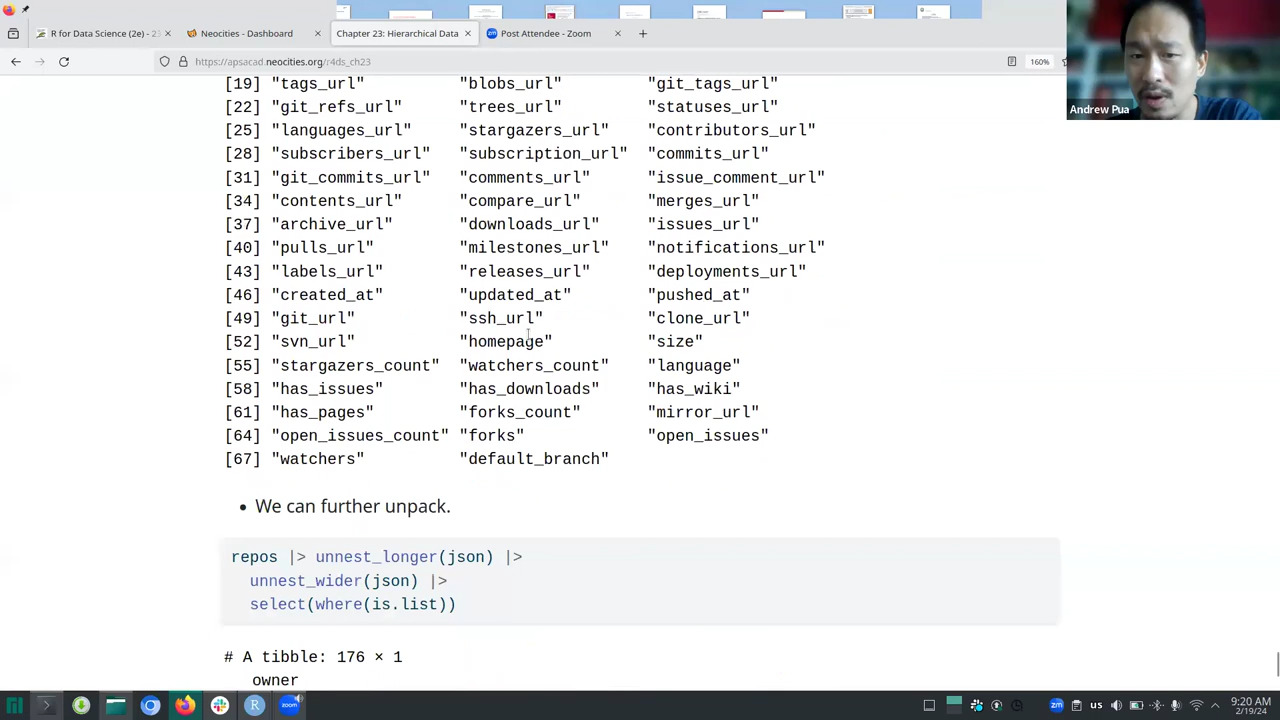 R for Data Science (2e) - 2
Neocities - Dashboard
Chapter 23: Hierarchical Data
Post Attendee - Zoom
https://apsacad.neocities.org/r4ds_ch23
160%
Andrew Pua
[19] "tags_url" "blobs_url" "git_tags_url"
[22] "git_refs_url" "trees_url" "statuses_url"
[25] "languages_url" "stargazers_url" "contributors_url"
[28] "subscribers_url" "subscription_url" "commits_url"
[31] "git_commits_url" "comments_url" "issue_comment_url"
[34] "contents_url" "compare_url" "merges_url"
[37] "archive_url" "downloads_url" "issues_url"
[40] "pulls_url" "milestones_url" "notifications_url"
[43] "labels_url" "releases_url" "deployments_url"
[46] "created_at" "updated_at" "pushed_at"
[49] "git_url" "ssh_url" "clone_url"
[52] "svn_url" "homepage" "size"
[55] "stargazers_count" "watchers_count" "language"
[58] "has_issues" "has_downloads" "has_wiki"
[61] "has_pages" "forks_count" "mirror_url"
[64] "open_issues_count" "forks" "open_issues"
[67] "watchers" "default_branch"
• We can further unpack.
repos |> unnest_longer(json) |>
unnest_wider(json) |>
select(where(is.list))
# A tibble: 176 × 1
owner
zoom
zm
us
9:20 AM
2/19/24